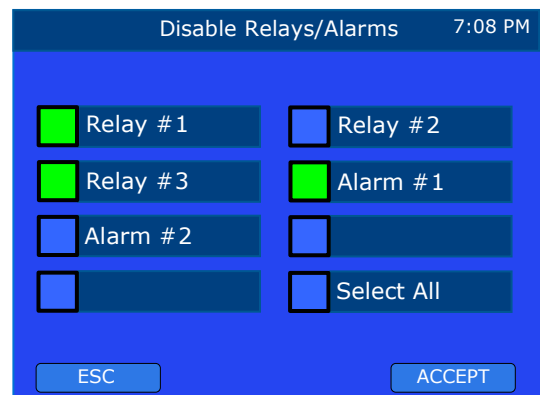 Disable Relays/Alarms 7:08 PM
Relay #1 Relay #2
Relay #3 Alarm #1
Alarm #2
Select All
ESC ACCEPT